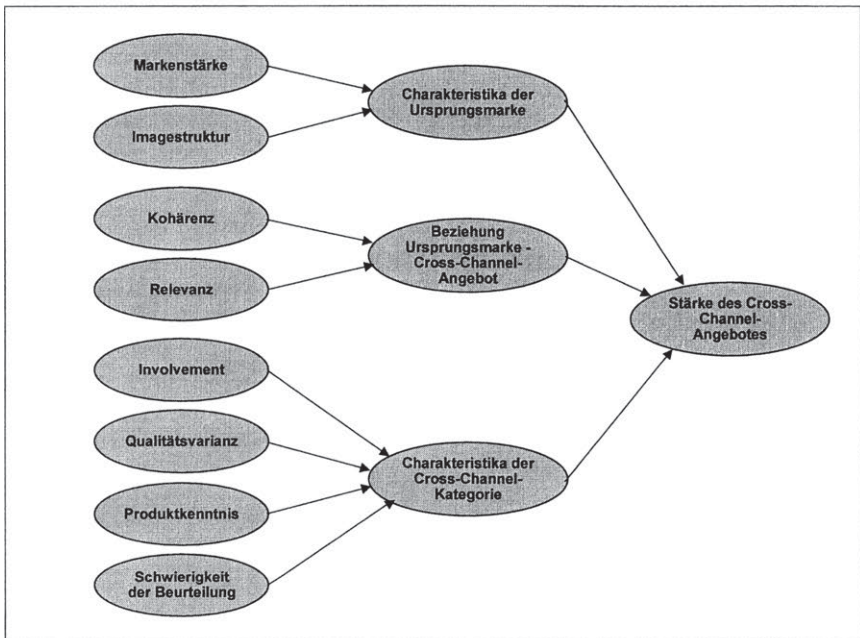 Markenstärke
Imagestruktur
Charakteristika der
Ursprungsmarke
Kohärenz
Relevanz
Beziehung
Ursprungsmarke -
Cross-Channel-
Angebot
Stärke des Cross-
Channel-
Angebotes
Involvement
Qualitätsvarianz
Produktkenntnis
Schwierigkeit
der Beurteilung
Charakteristika der
Cross-Channel-
Kategorie